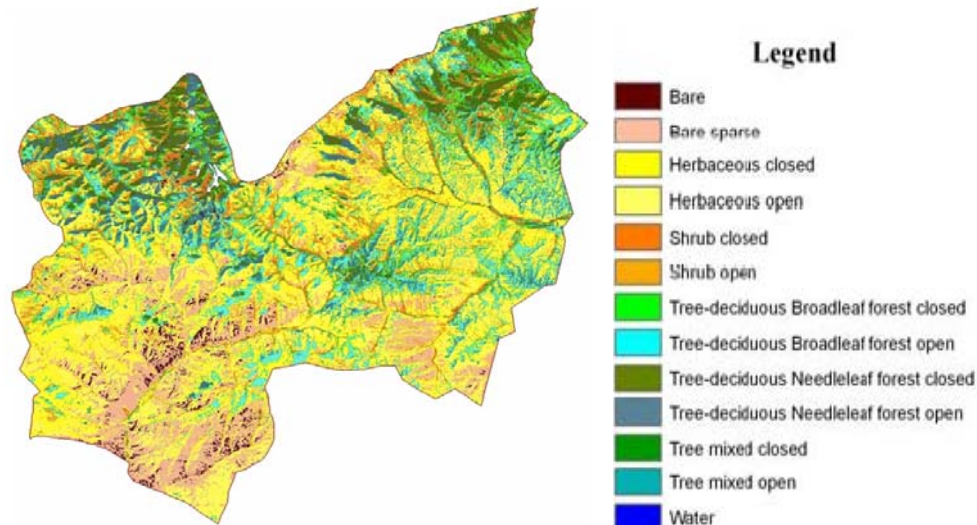 Legend
Bare
Bare sparse
Herbaceous closed
Herbaceous open
Shrub closed
Shrub open
Tree-deciduous Broadleaf forest closed
Tree-deciduous Broadleaf forest open
Tree-deciduous Needleleaf forest closed
Tree-deciduous Needleleaf forest open
Tree mixed closed
Tree mixed open
Water